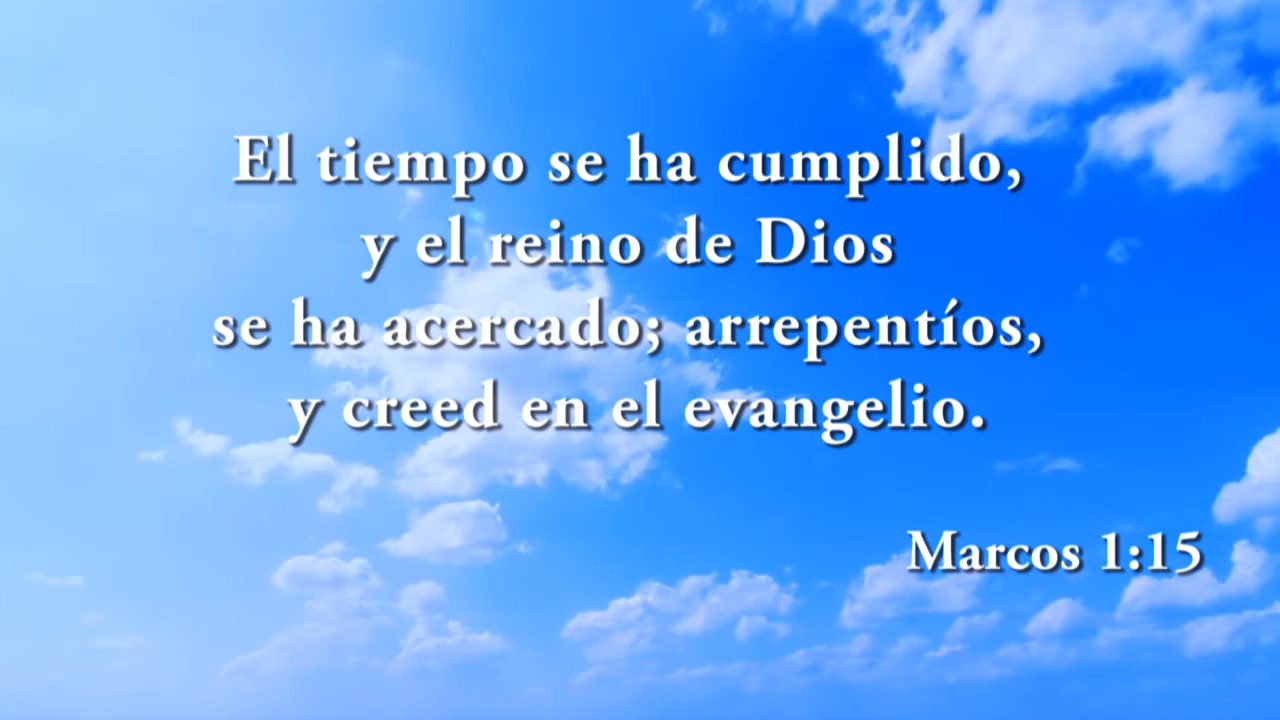 El tiempo se ha cumplido,
y el reino de Dios
se ha acercado; arrepentíos,
y creed en el evangelio.
Marcos 1:15